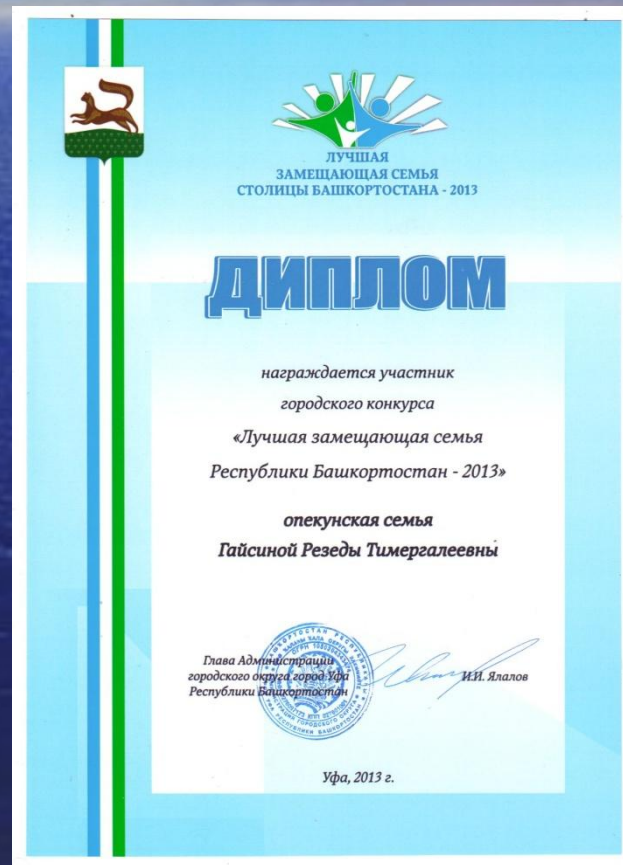 ЛУЧШАЯ
ЗАМЕЩАЮЩАЯ СЕМЬЯ
СТОЛИЦЫ БАШКОРТОСТАНА - 2013
ДИПЛОМ
награждается участник
городского конкурса
«Лучшая замещающая семья
Республики Башкортостан - 2013»
опекунская семья
Гайсиной Резеды Тимергалеевны
Глава Администрации
городского округа город Уфа
Республики Башкортостан
И.И. Ялалов
Уфа, 2013 г.